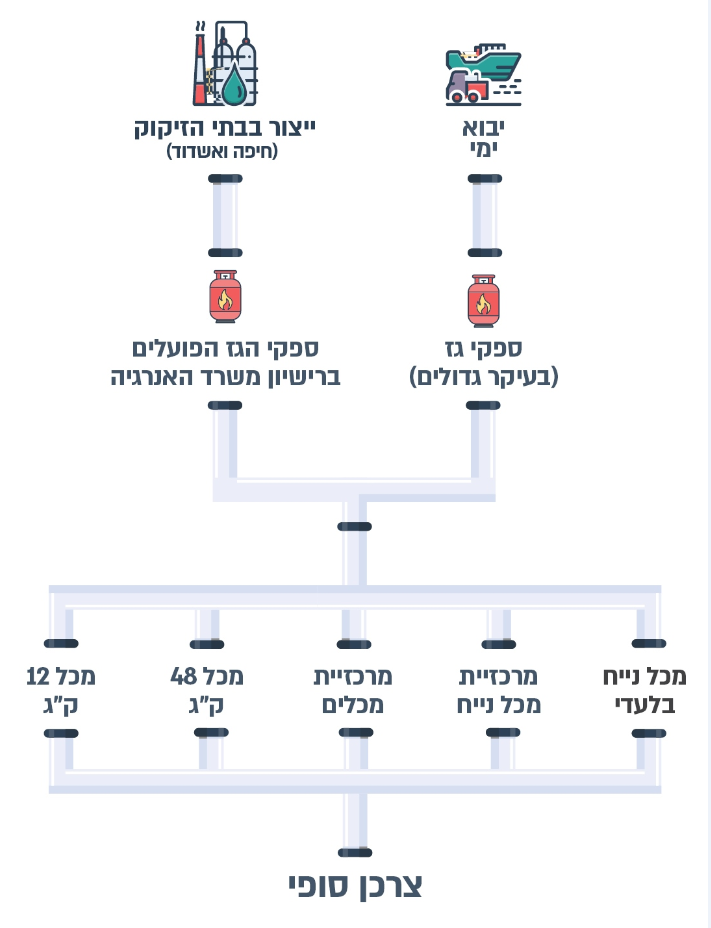 יבוא
ימי
ייצור בבתי הזיקוק
(חיפה ואשדוד)
ספקי גז
(בעיקר גדולים)
ספקי הגז הפועלים
ברישיון משרד האנרגיה
מכל נייח
בלעדי
מרכזיית
מכל נייח
מרכזיית
מכלים
מכל 48
ק"ג
מכל 12
ק"ג
צרכן סופי